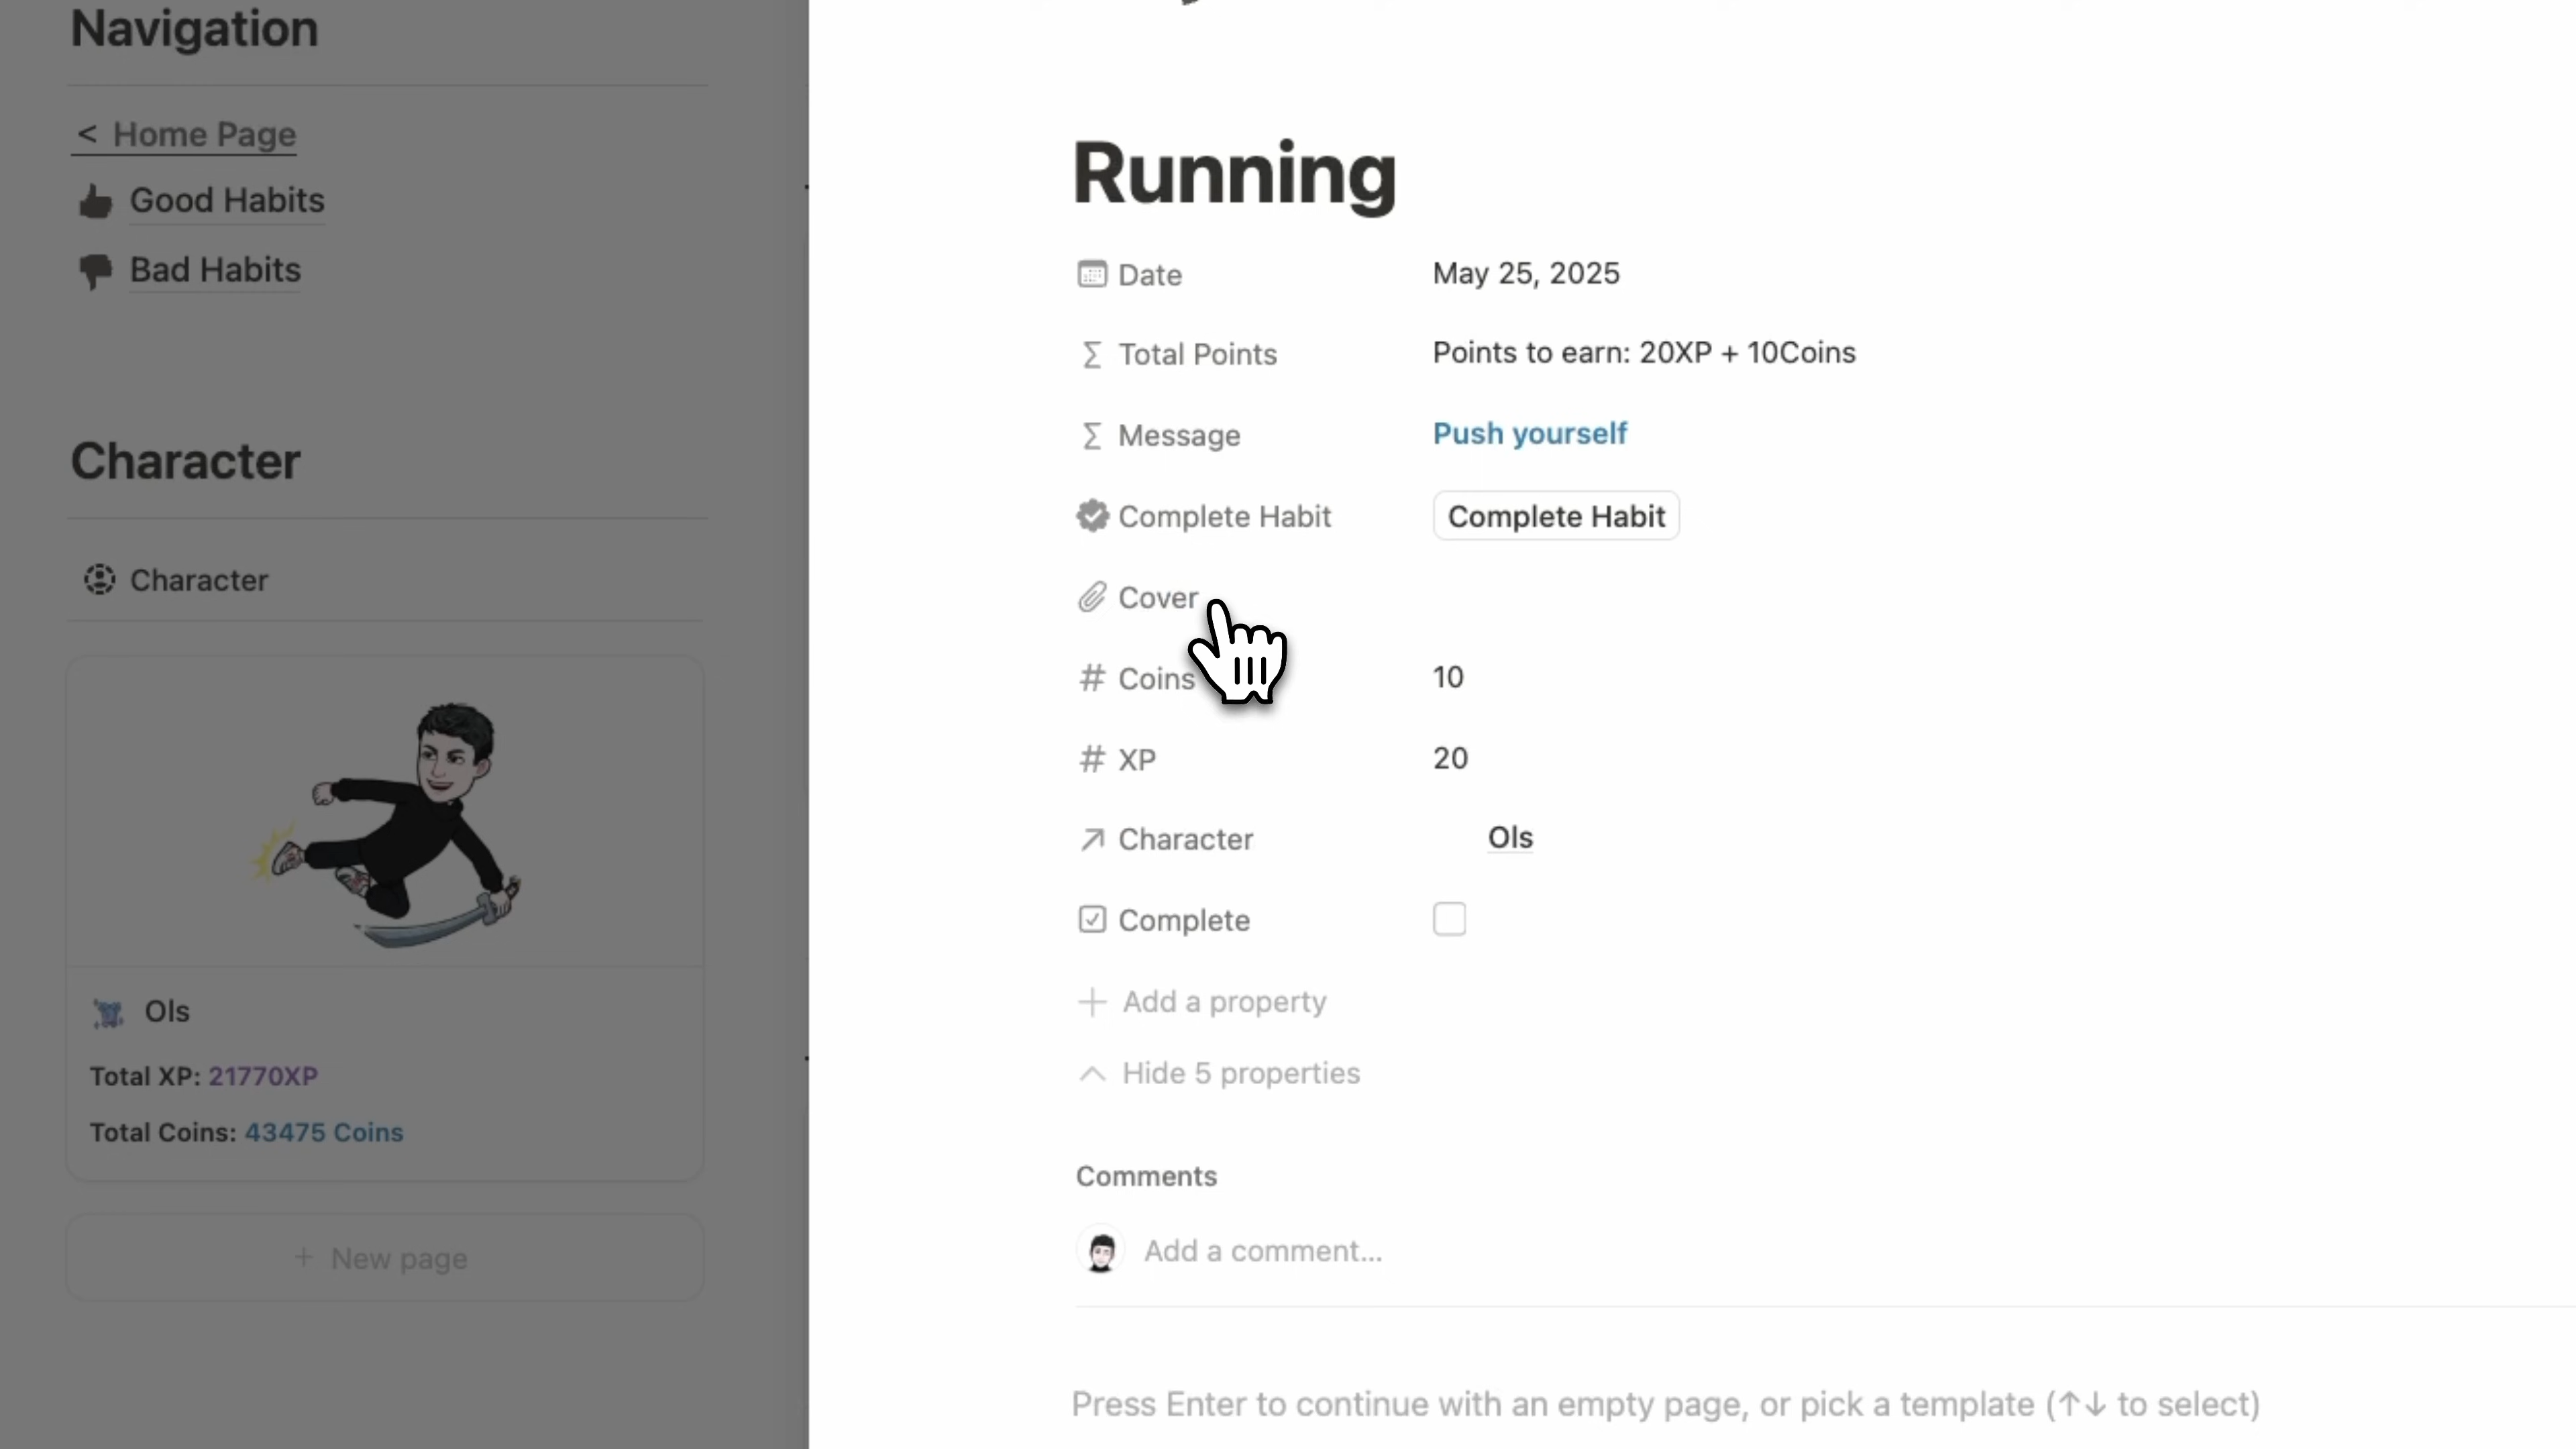 Navigation
< Home Page
Good Habits
Bad Habits
Character
Character
Ols
Total XP: 21770XP
Total Coins: 43475 Coins
+ New page
Running
Date May 25, 2025
Σ Total Points Points to earn: 20XP + 10Coins
Σ Message Push yourself
Complete Habit Complete Habit
Cover
# Coins 10
# XP 20
Character Ols
Complete
+ Add a property
Hide 5 properties
Comments
Add a comment...
Press Enter to continue with an empty page, or pick a template (↑↓ to select)